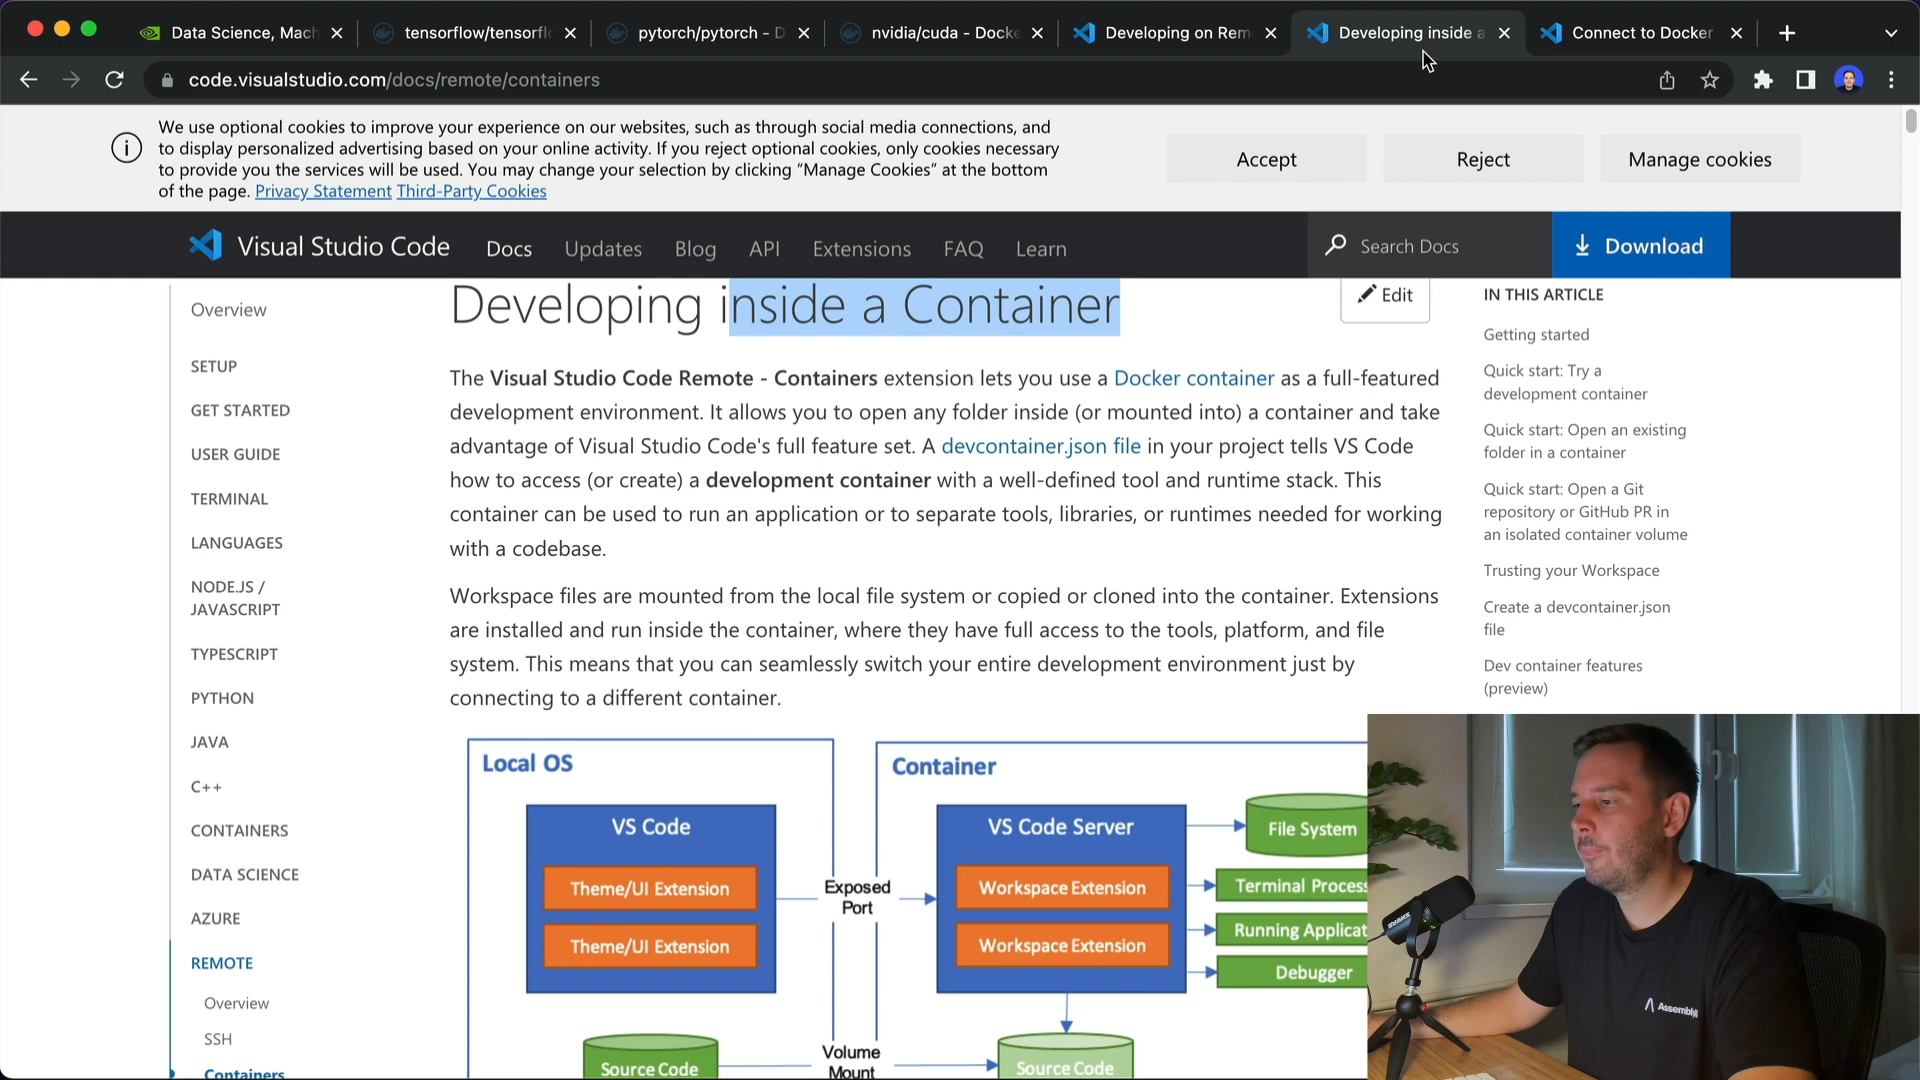 Data Science, Mach
tensorflow/tensorfl
pytorch/pytorch - D
nvidia/cuda - Docke
Developing on Rem
Developing inside a
Connect to Docker
code.visualstudio.com/docs/remote/containers
We use optional cookies to improve your experience on our websites, such as through social media connections, and
to display personalized advertising based on your online activity. If you reject optional cookies, only cookies necessary
to provide you the services will be used. You may change your selection by clicking “Manage Cookies” at the bottom
of the page. Privacy Statement Third-Party Cookies
Accept
Reject
Manage cookies
Visual Studio Code
Docs
Updates
Blog
API
Extensions
FAQ
Learn
Search Docs
Download
Overview
SETUP
GET STARTED
USER GUIDE
TERMINAL
LANGUAGES
NODE.JS /
JAVASCRIPT
TYPESCRIPT
PYTHON
JAVA
C++
CONTAINERS
DATA SCIENCE
AZURE
REMOTE
Overview
SSH
Containers
Developing inside a Container
Edit
The Visual Studio Code Remote - Containers extension lets you use a Docker container as a full-featured
development environment. It allows you to open any folder inside (or mounted into) a container and take
advantage of Visual Studio Code's full feature set. A devcontainer.json file in your project tells VS Code
how to access (or create) a development container with a well-defined tool and runtime stack. This
container can be used to run an application or to separate tools, libraries, or runtimes needed for working
with a codebase.
Workspace files are mounted from the local file system or copied or cloned into the container. Extensions
are installed and run inside the container, where they have full access to the tools, platform, and file
system. This means that you can seamlessly switch your entire development environment just by
connecting to a different container.
Local OS
VS Code
Theme/UI Extension
Theme/UI Extension
Source Code
Exposed
Port
Volume
Mount
Container
VS Code Server
Workspace Extension
Workspace Extension
Source Code
File System
Terminal Process
Running Applicat
Debugger
IN THIS ARTICLE
Getting started
Quick start: Try a
development container
Quick start: Open an existing
folder in a container
Quick start: Open a Git
repository or GitHub PR in
an isolated container volume
Trusting your Workspace
Create a devcontainer.json
file
Dev container features
(preview)